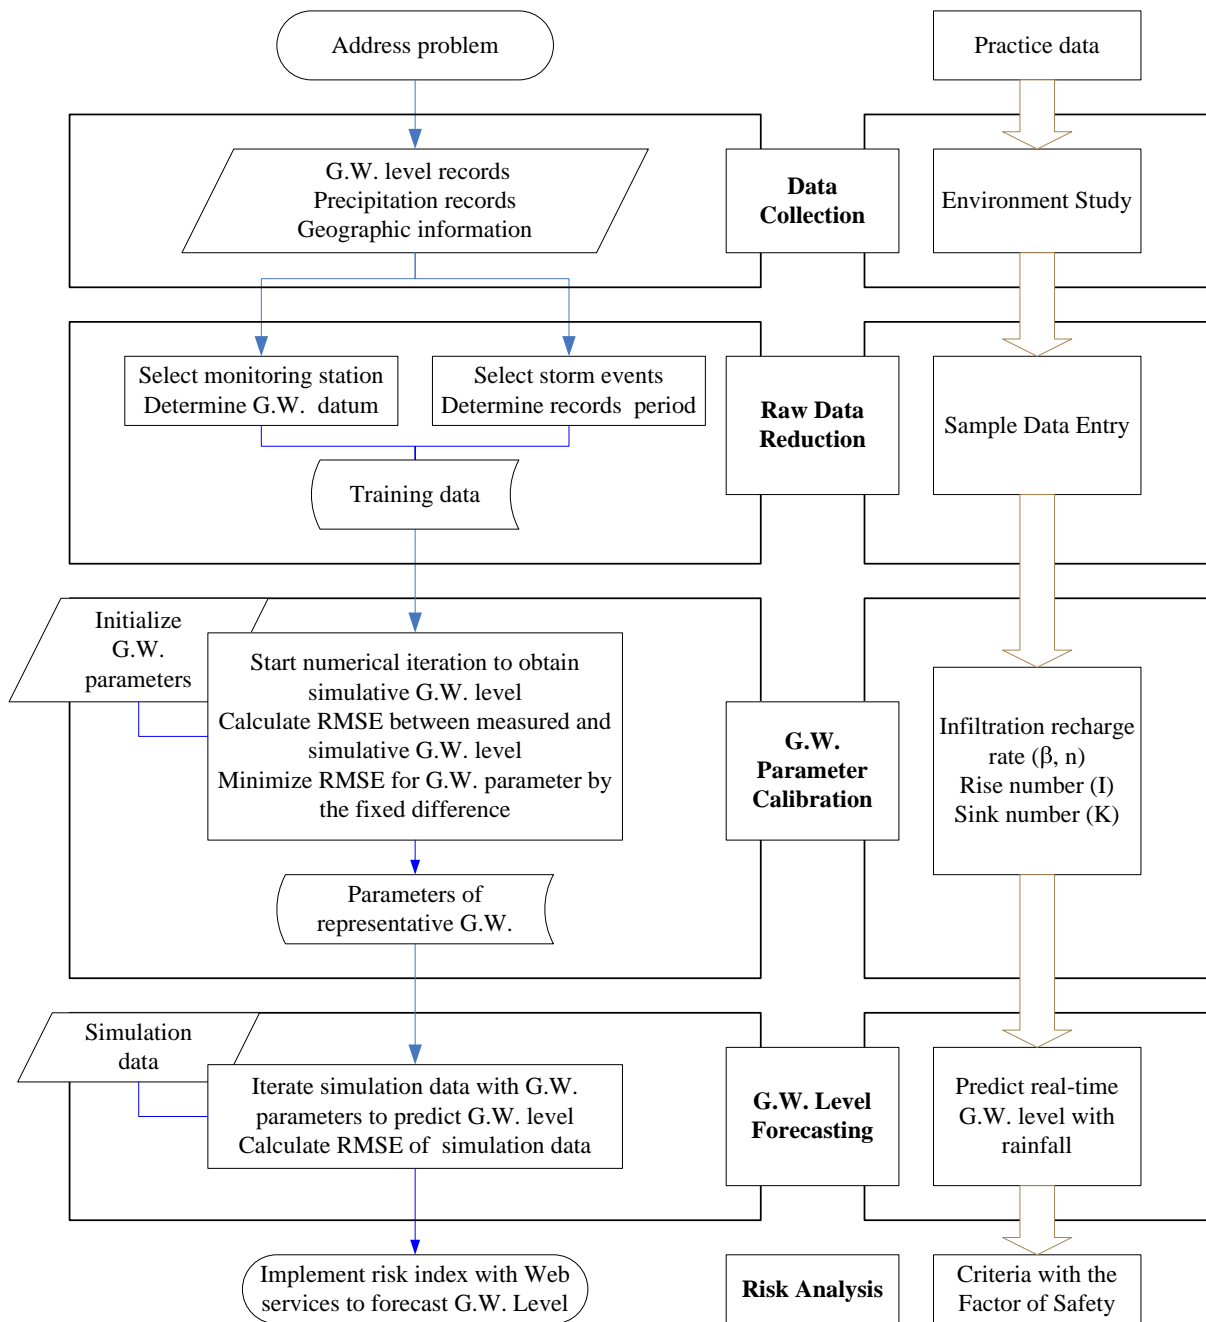 Address problem
Practice data
G.W. level records
Precipitation records
Geographic information
Data
Collection
Environment Study
Select monitoring station
Determine G.W. datum
Select storm events
Determine records period
Raw Data
Reduction
Sample Data Entry
Training data
Initialize
G.W.
parameters
Start numerical iteration to obtain
simulative G.W. level
Calculate RMSE between measured and
simulative G.W. level
Minimize RMSE for G.W. parameter by
the fixed difference
G.W.
Parameter
Calibration
Infiltration recharge
rate (β, n)
Rise number (I)
Sink number (K)
Parameters of
representative G.W.
Simulation
data
Iterate simulation data with G.W.
parameters to predict G.W. level
Calculate RMSE of simulation data
G.W. Level
Forecasting
Predict real-time
G.W. level with
rainfall
Implement risk index with Web
services to forecast G.W. Level
Risk Analysis
Criteria with the
Factor of Safety